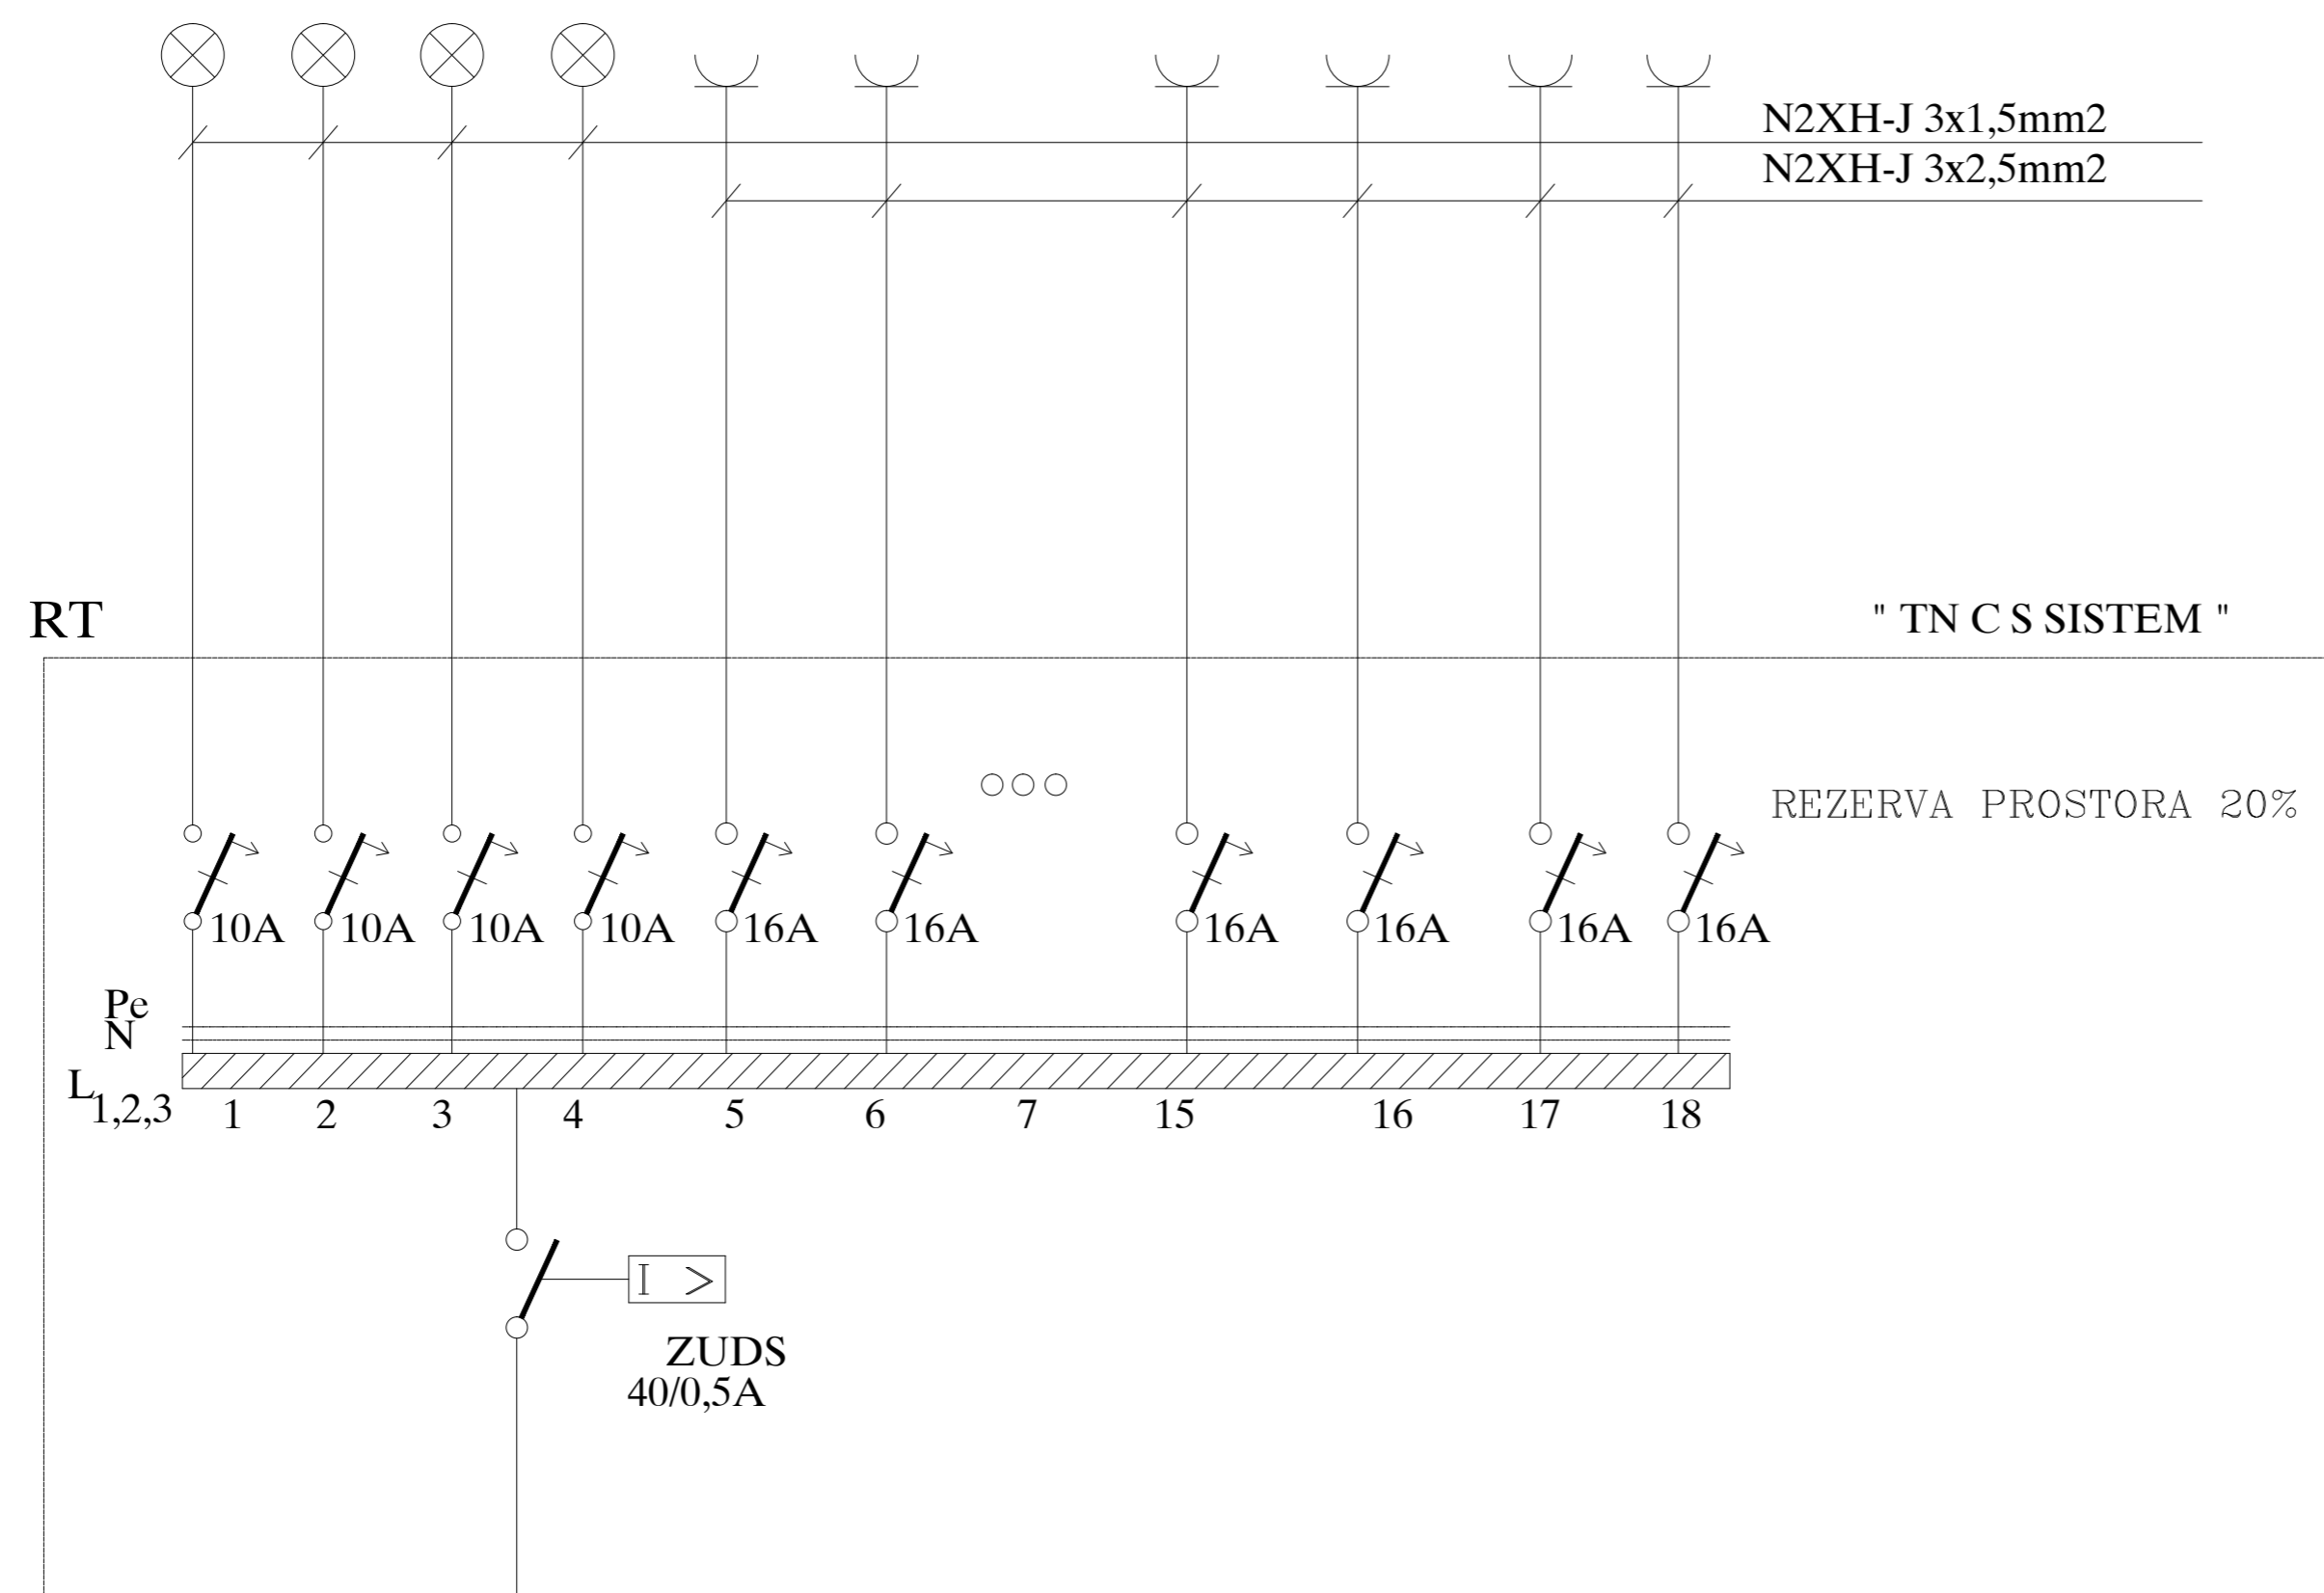 N2XH-J 3x1,5mm2
N2XH-J 3x2,5mm2
RT
" TN C S SISTEM "
REZERVA PROSTORA 20%
10A 10A 10A 10A 16A 16A 16A 16A 16A 16A
Pe
N
L1,2,3
1 2 3 4 5 6 7 15 16 17 18
I >
ZUDS
40/0,5A